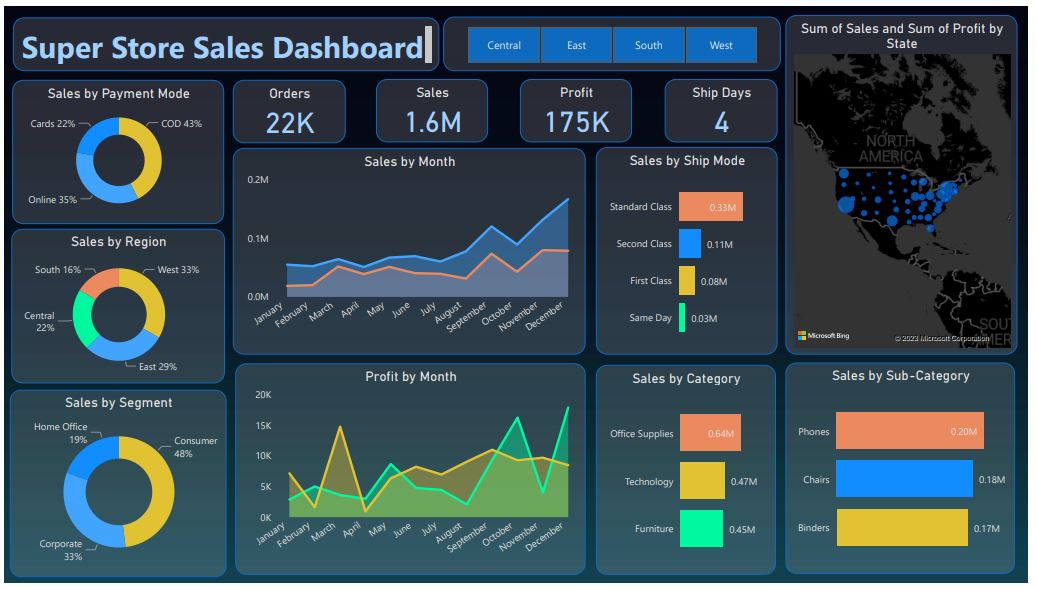 Super Store Sales Dashboard
Central
East
South
West
Sum of Sales and Sum of Profit by
State
Sales by Payment Mode
Cards 22%
COD 43%
Online 35%
Orders
22K
Sales
1.6M
Profit
175K
Ship Days
4
Sales by Month
0.2M
0.1M
0.0M
January
February
March
April
May
June
July
August
September
October
November
December
Sales by Ship Mode
Standard Class
0.33M
Second Class
0.11M
First Class
0.08M
Same Day
0.03M
NORTH
AMERICA
Microsoft Bing
© 2023 Microsoft Corporation
Sales by Region
South 16%
West 33%
Central
22%
East 29%
Sales by Segment
Home Office
19%
Consumer
48%
Corporate
33%
Profit by Month
20K
15K
10K
5K
0K
January
February
March
April
May
June
July
August
September
October
November
December
Sales by Category
Office Supplies
0.64M
Technology
0.47M
Furniture
0.45M
Sales by Sub-Category
Phones
0.20M
Chairs
0.18M
Binders
0.17M